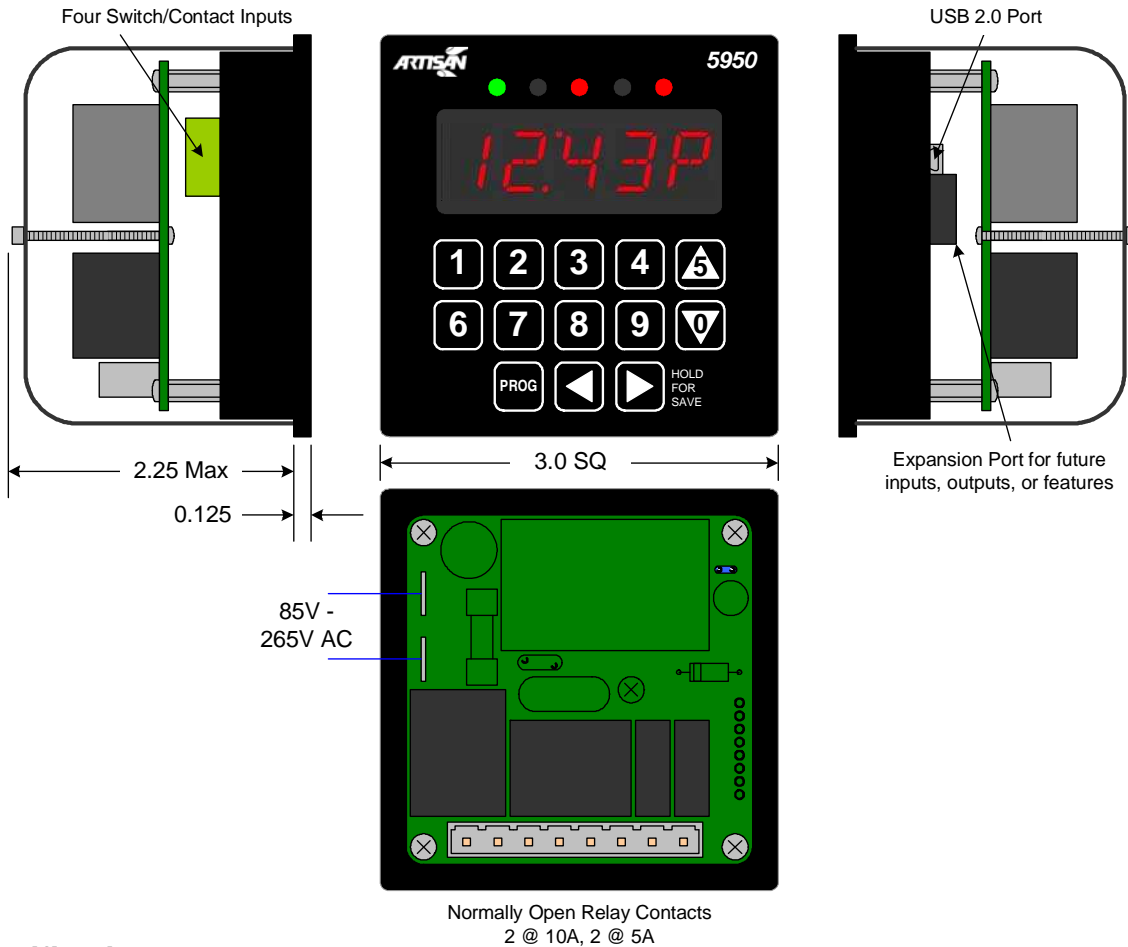 Four Switch/Contact Inputs
USB 2.0 Port
ARTISAN
5950
12:43P
1 2 3 4 5
6 7 8 9 0
PROG
HOLD
FOR
SAVE
2.25 Max
3.0 SQ
0.125
Expansion Port for future
inputs, outputs, or features
85V -
265V AC
Normally Open Relay Contacts
2 @ 10A, 2 @ 5A